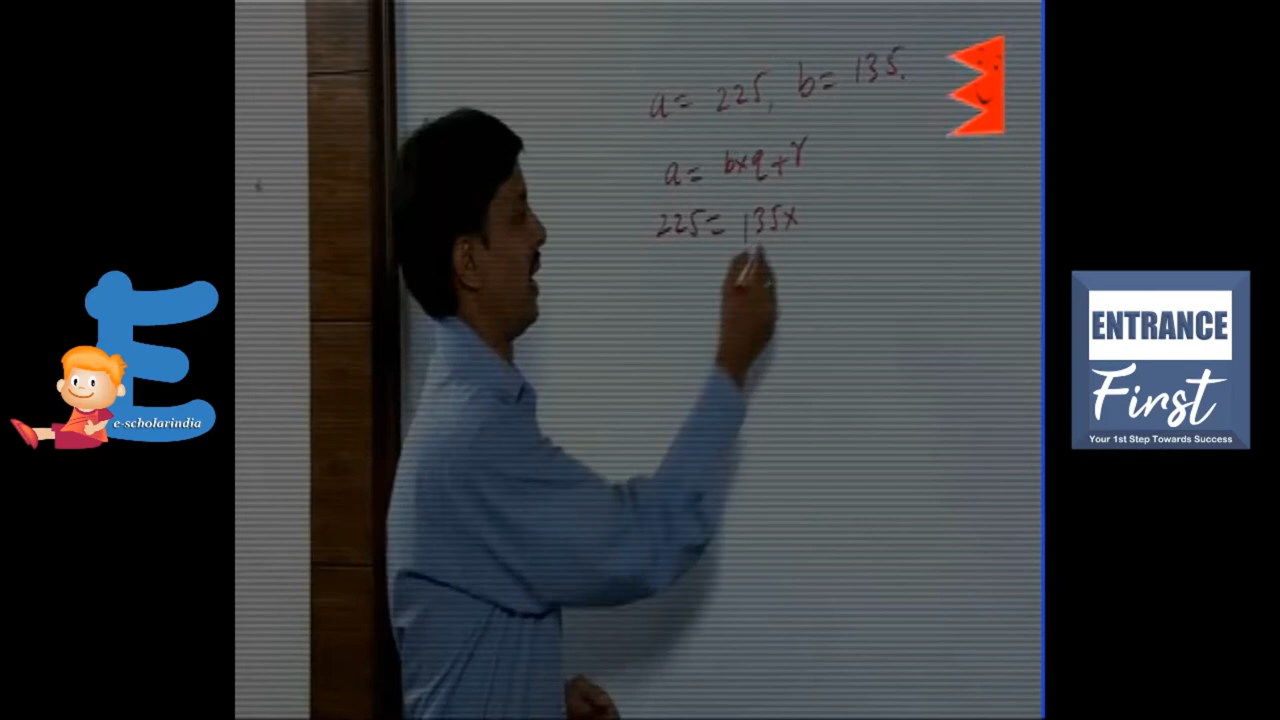 a = 225, b = 135.
a = b×q+r
225 = 135×
e-scholarindia
ENTRANCE
First
Your 1st Step Towards Success